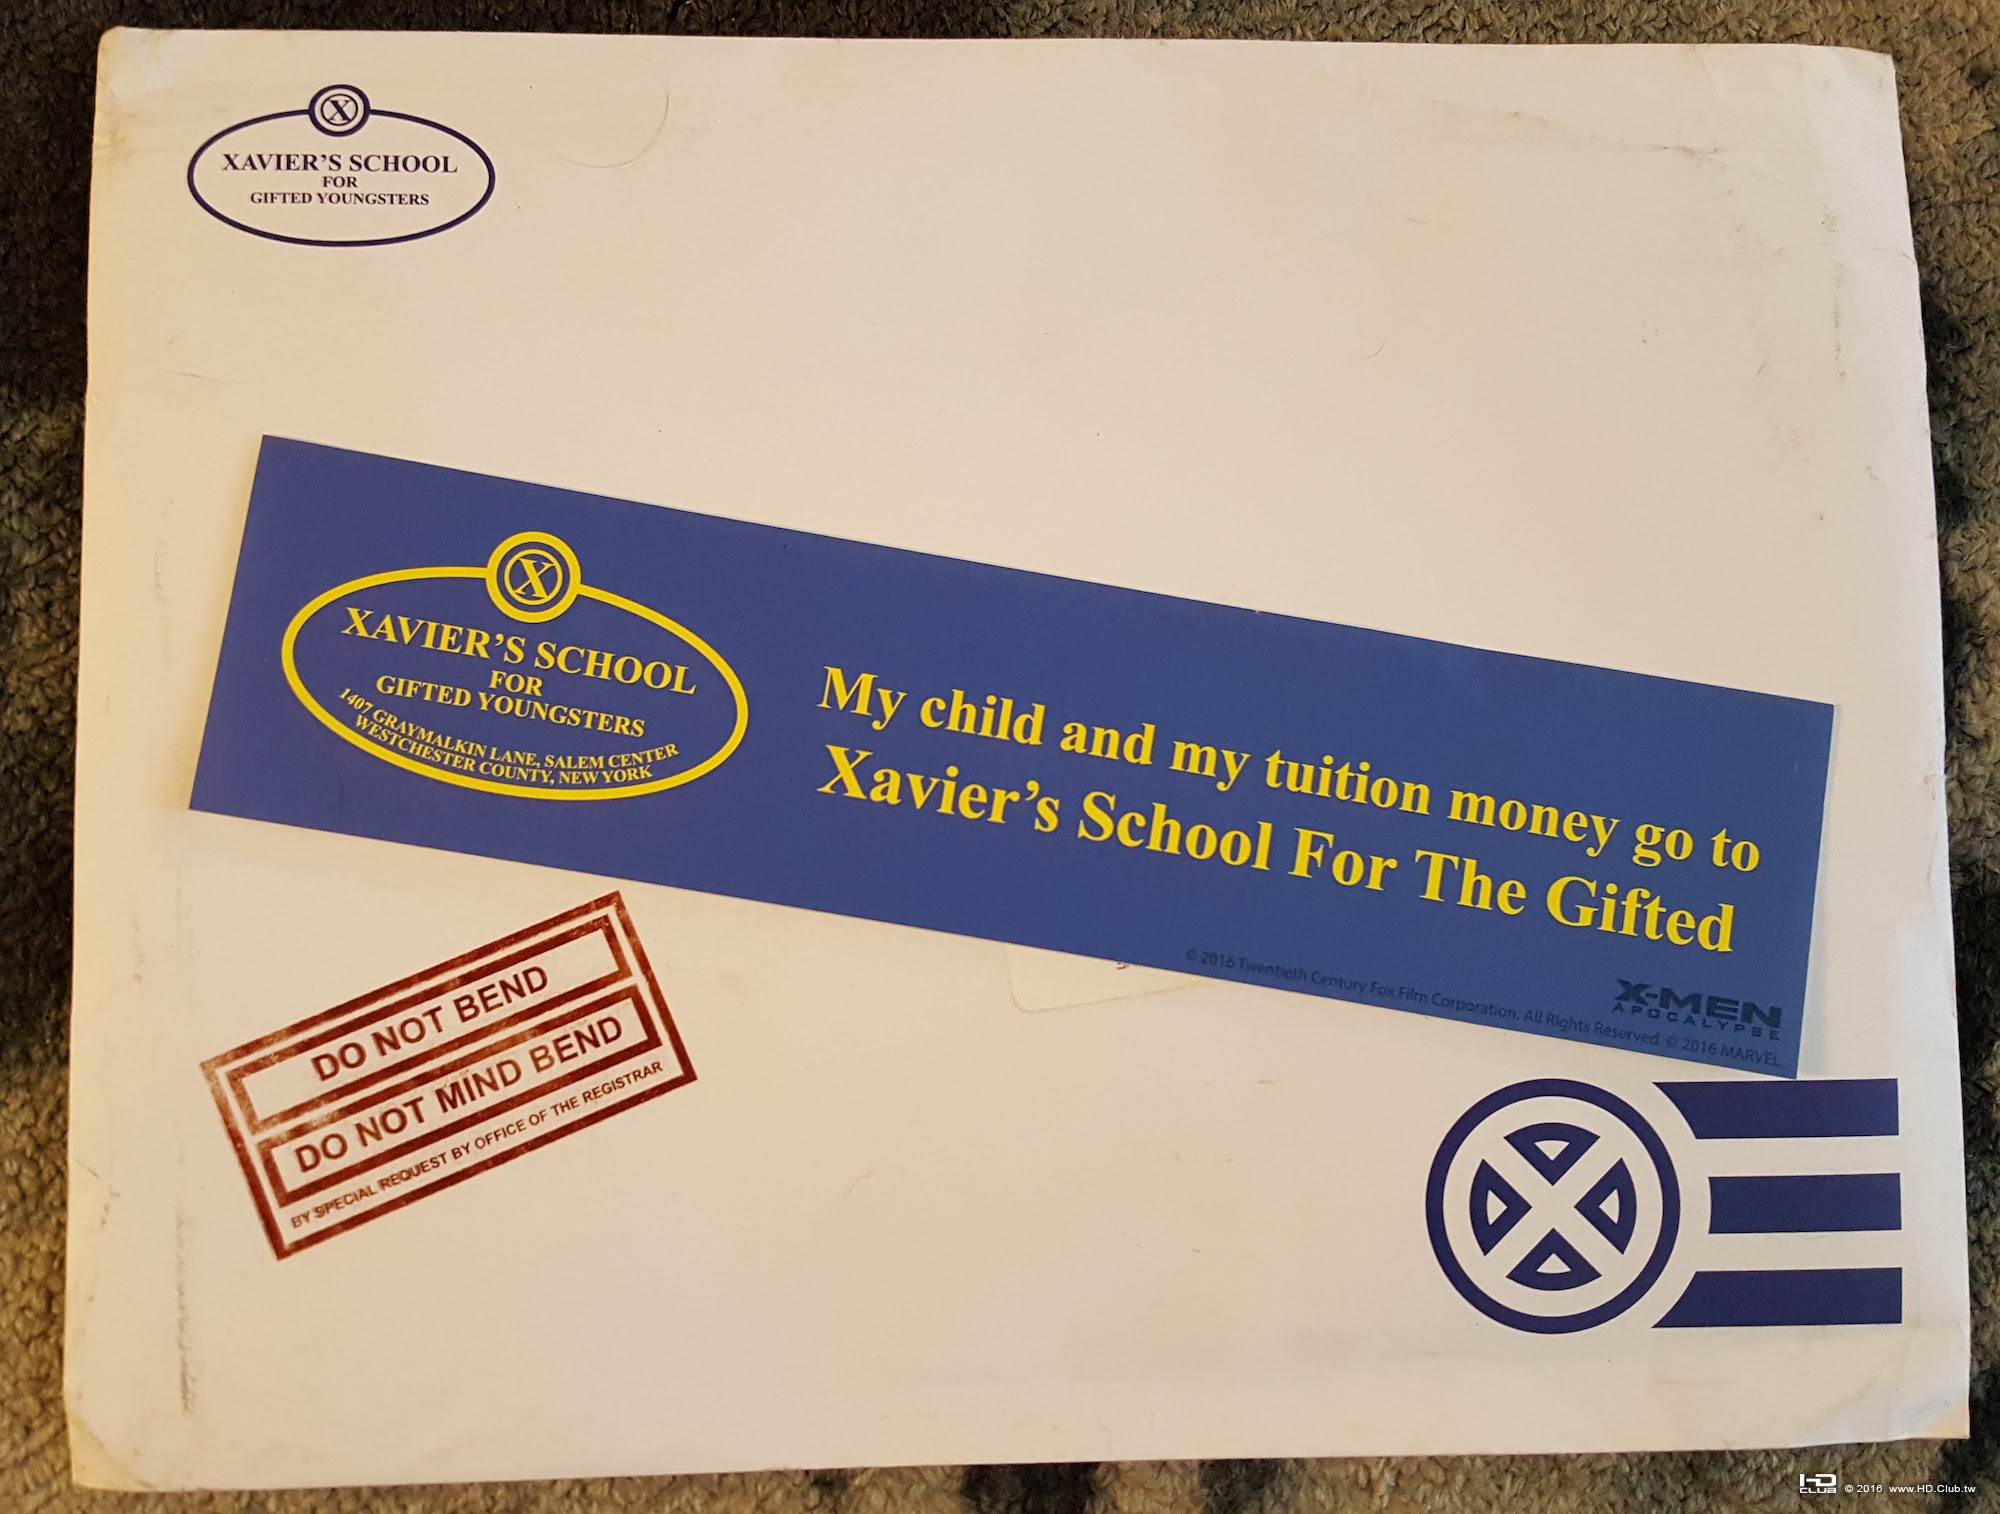 X
XAVIER'S SCHOOL
FOR
GIFTED YOUNGSTERS
X
XAVIER'S SCHOOL
FOR
GIFTED YOUNGSTERS
1407 GRAYMALKIN LANE, SALEM CENTER
WESTCHESTER COUNTY, NEW YORK
My child and my tuition money go to
Xavier's School For The Gifted
© 2016 Twentieth Century Fox Film Corporation. All Rights Reserved. © 2016 MARVEL
X-MEN
APOCALYPSE
DO NOT BEND
DO NOT MIND BEND
BY SPECIAL REQUEST BY OFFICE OF THE REGISTRAR
HD CLUB © 2016 www.HD.Club.tw